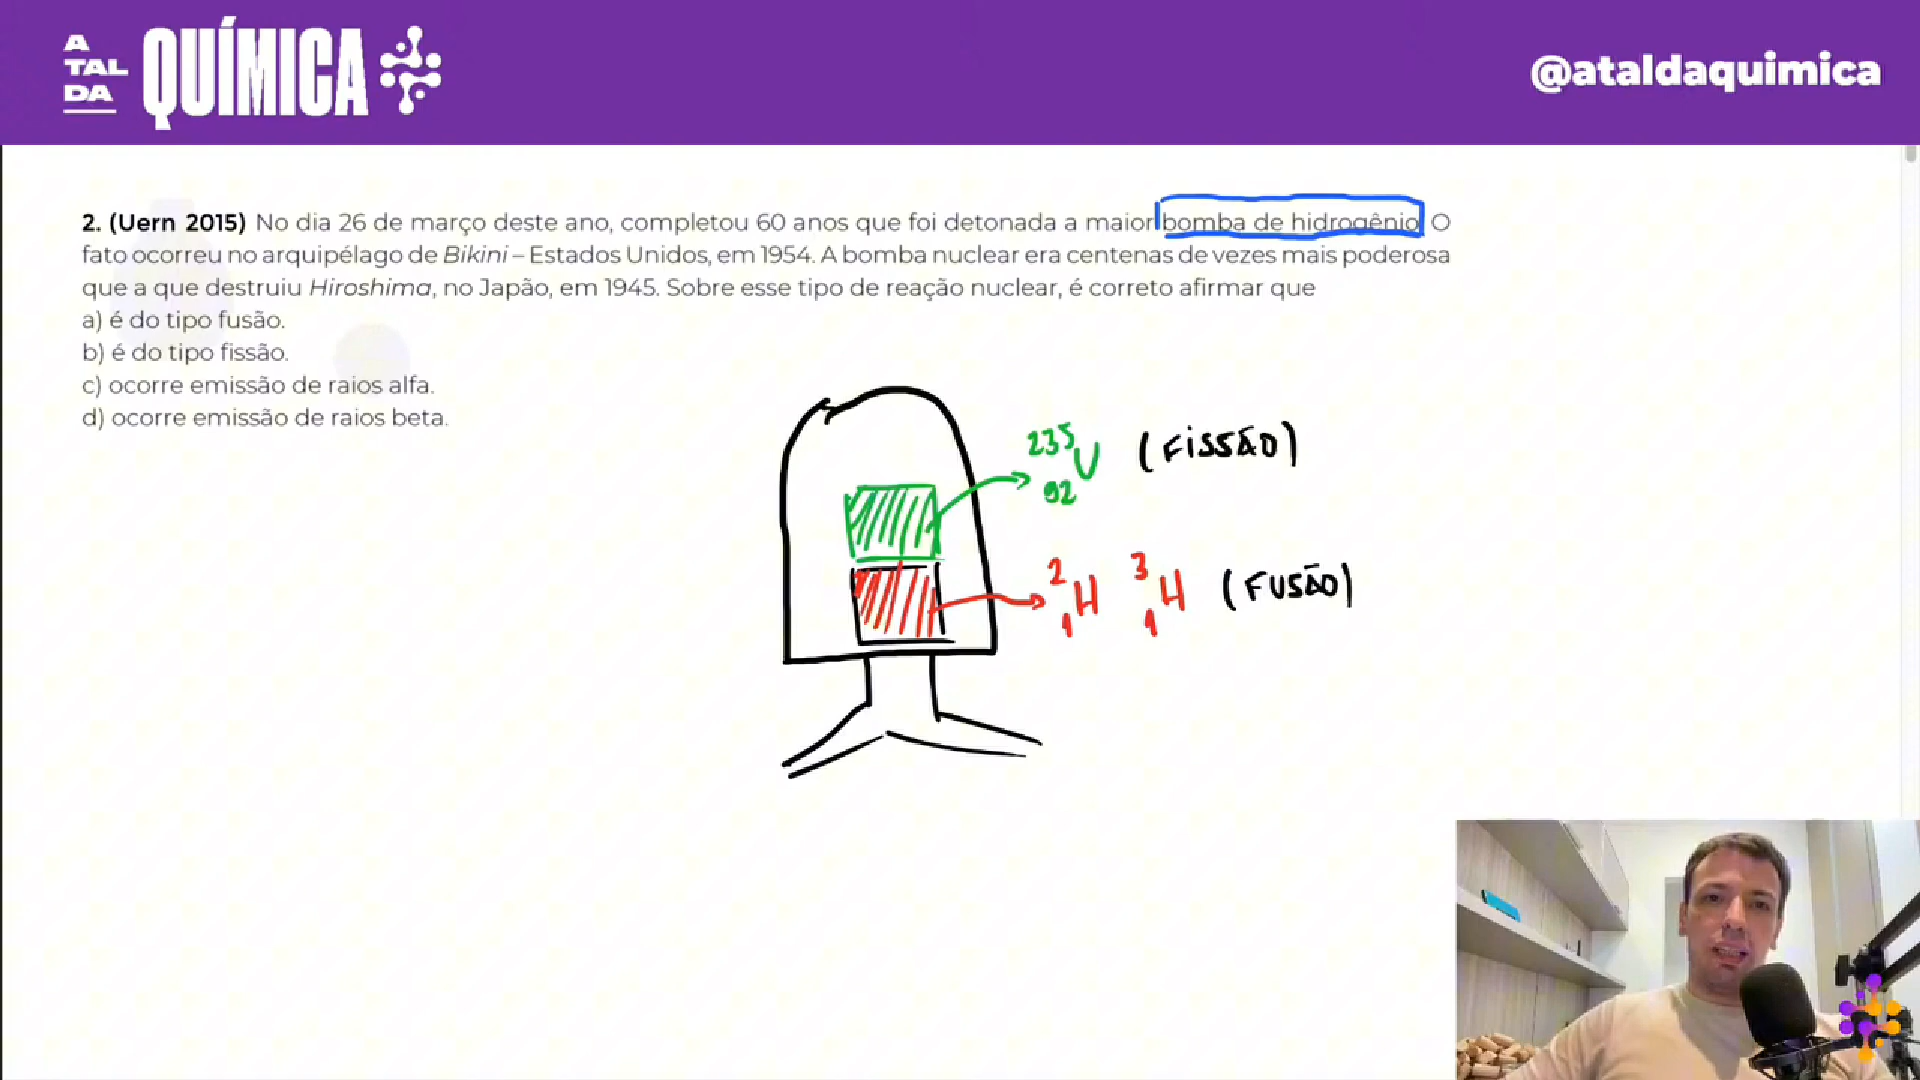 A
TAL
DA
QUÍMICA
@ataldaquimica
2. (Uern 2015) No dia 26 de março deste ano, completou 60 anos que foi detonada a maior bomba de hidrogênio. O
fato ocorreu no arquipélago de Bikini – Estados Unidos, em 1954. A bomba nuclear era centenas de vezes mais poderosa
que a que destruiu Hiroshima, no Japão, em 1945. Sobre esse tipo de reação nuclear, é correto afirmar que
a) é do tipo fusão.
b) é do tipo fissão.
c) ocorre emissão de raios alfa.
d) ocorre emissão de raios beta.
235 92 U (FISSÃO)
2 1 H 3 1 H (FUSÃO)